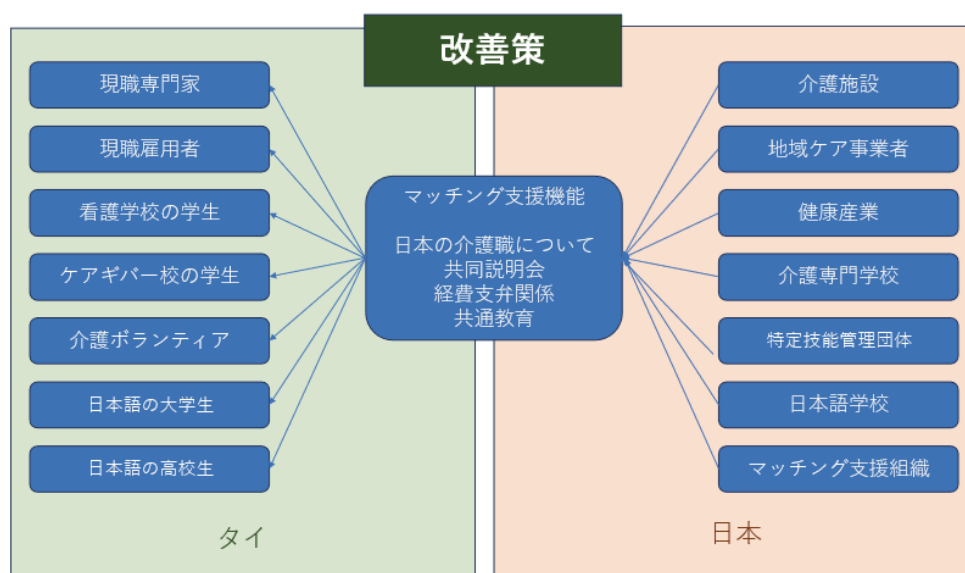 改善策
現職専門家
現職雇用者
看護学校の学生
ケアギバー校の学生
介護ボランティア
日本語の大学生
日本語の高校生
タイ
マッチング支援機能
日本の介護職について
共同説明会
経費支弁関係
共通教育
介護施設
地域ケア事業者
健康産業
介護専門学校
特定技能管理団体
日本語学校
マッチング支援組織
日本